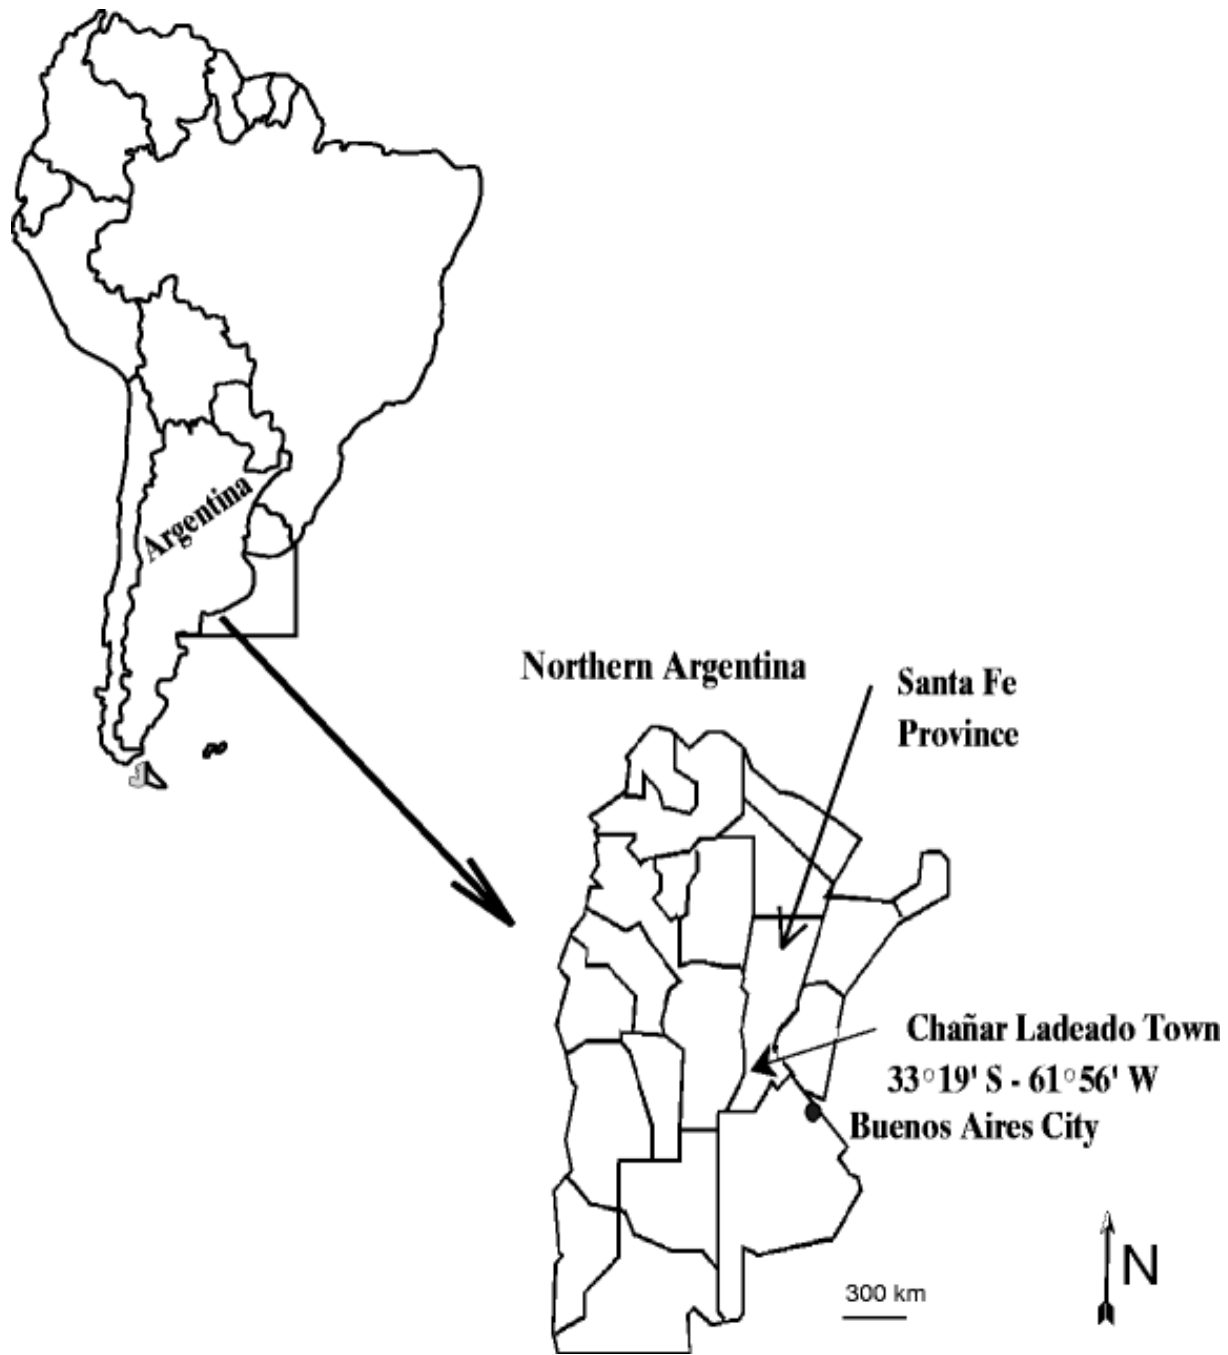 Argentina
Northern Argentina
Santa Fe
Province
Chañar Ladeado Town
33°19' S - 61°56' W
Buenos Aires City
300 km
N